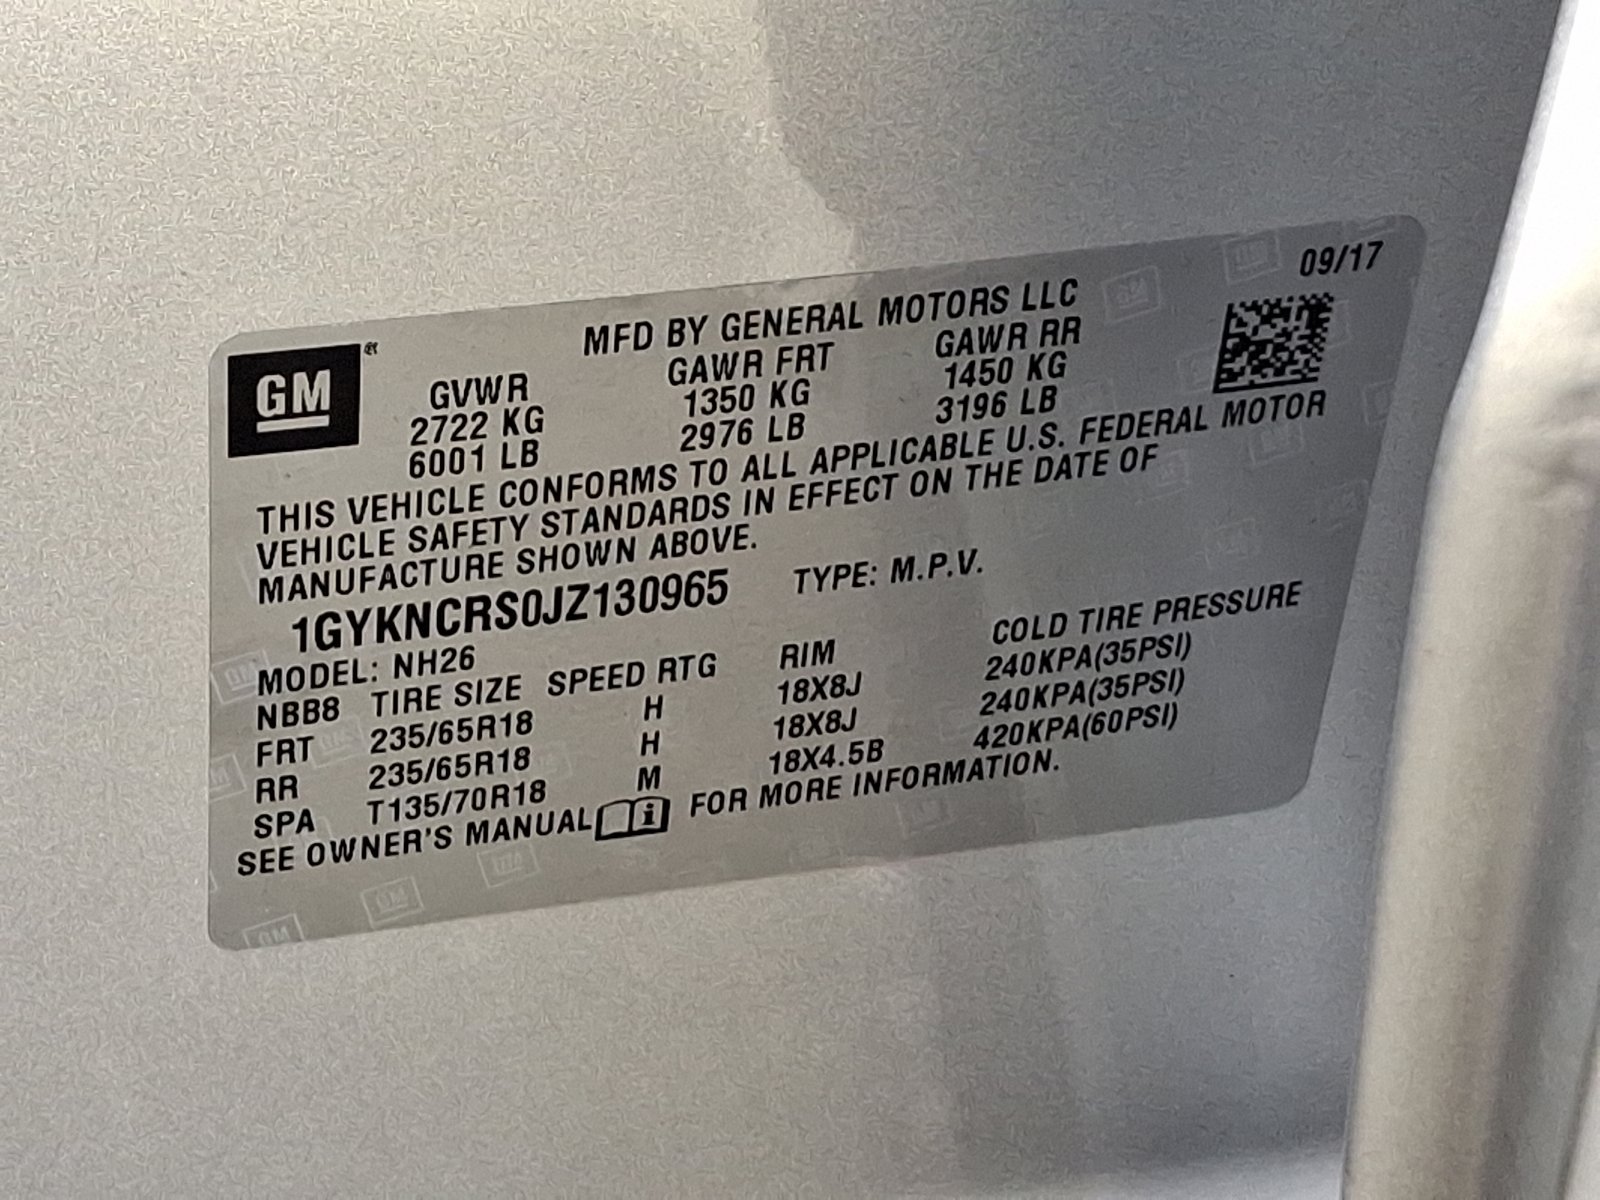 09/17
MFD BY GENERAL MOTORS LLC
GM
GVWR GAWR FRT GAWR RR
2722 KG 1350 KG 1450 KG
6001 LB 2976 LB 3196 LB
THIS VEHICLE CONFORMS TO ALL APPLICABLE U.S. FEDERAL MOTOR
VEHICLE SAFETY STANDARDS IN EFFECT ON THE DATE OF
MANUFACTURE SHOWN ABOVE.
1GYKNCRS0JZ130965 TYPE: M.P.V.
MODEL: NH26
NBB8 TIRE SIZE SPEED RTG RIM COLD TIRE PRESSURE
FRT 235/65R18 H 18X8J 240KPA(35PSI)
RR 235/65R18 H 18X8J 240KPA(35PSI)
SPA T135/70R18 M 18X4.5B 420KPA(60PSI)
SEE OWNER'S MANUAL i FOR MORE INFORMATION.